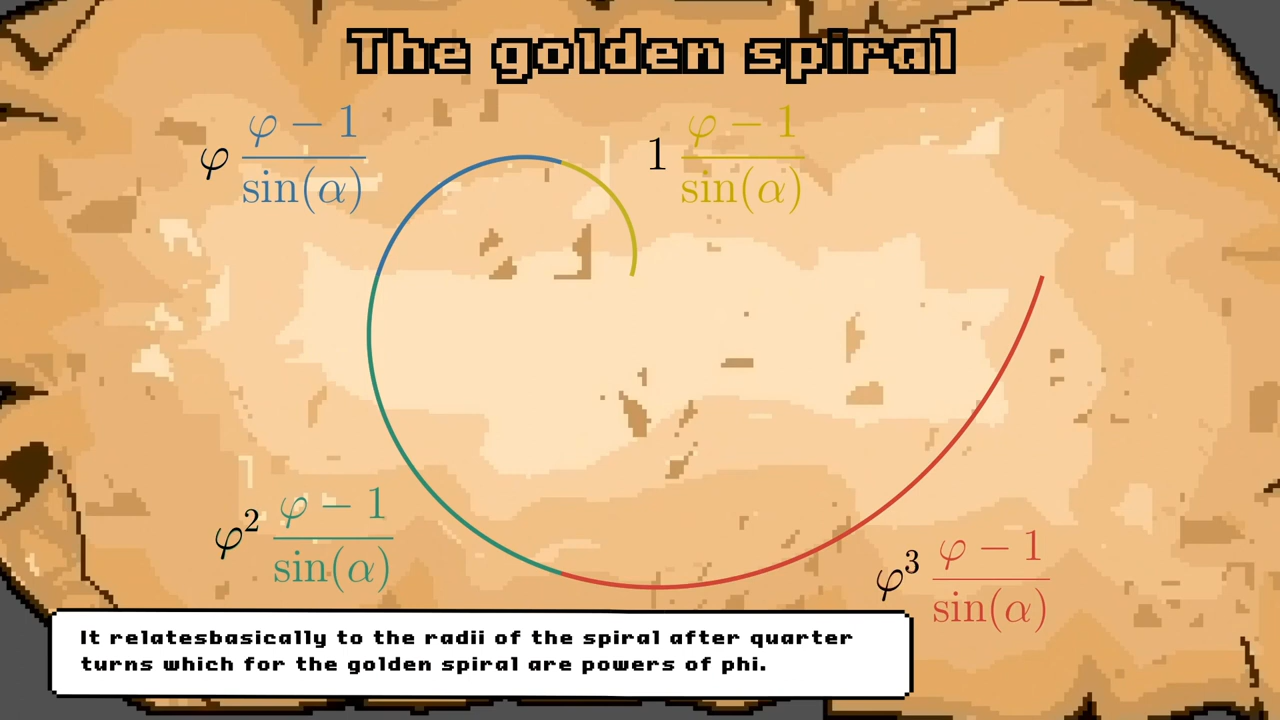 The golden spiral
φ (φ − 1)/sin(α)
1 (φ − 1)/sin(α)
φ² (φ − 1)/sin(α)
φ³ (φ − 1)/sin(α)
It relatesbasically to the radii of the spiral after quarter
turns which for the golden spiral are powers of phi.